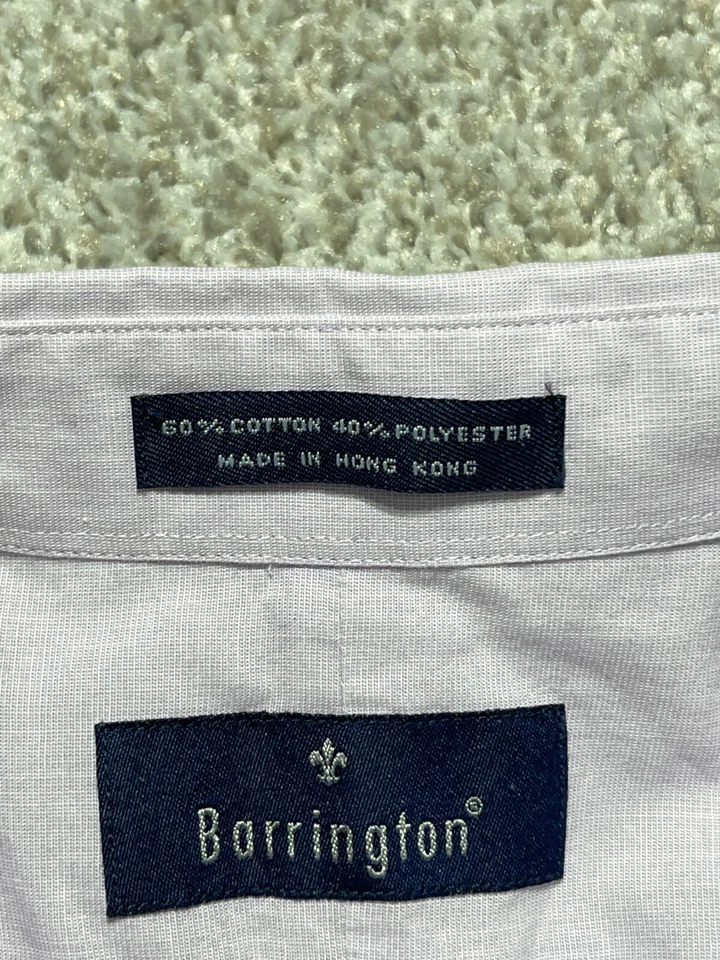 60% COTTON 40% POLYESTER
MADE IN HONG KONG
Barrington®